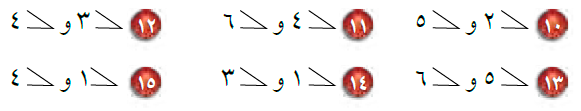 ١٠ ∠٢ و ∠٥ ١١ ∠٤ و ∠٦ ١٢ ∠٣ و ∠٤
١٣ ∠٥ و ∠٦ ١٤ ∠١ و ∠٣ ١٥ ∠١ و ∠٤